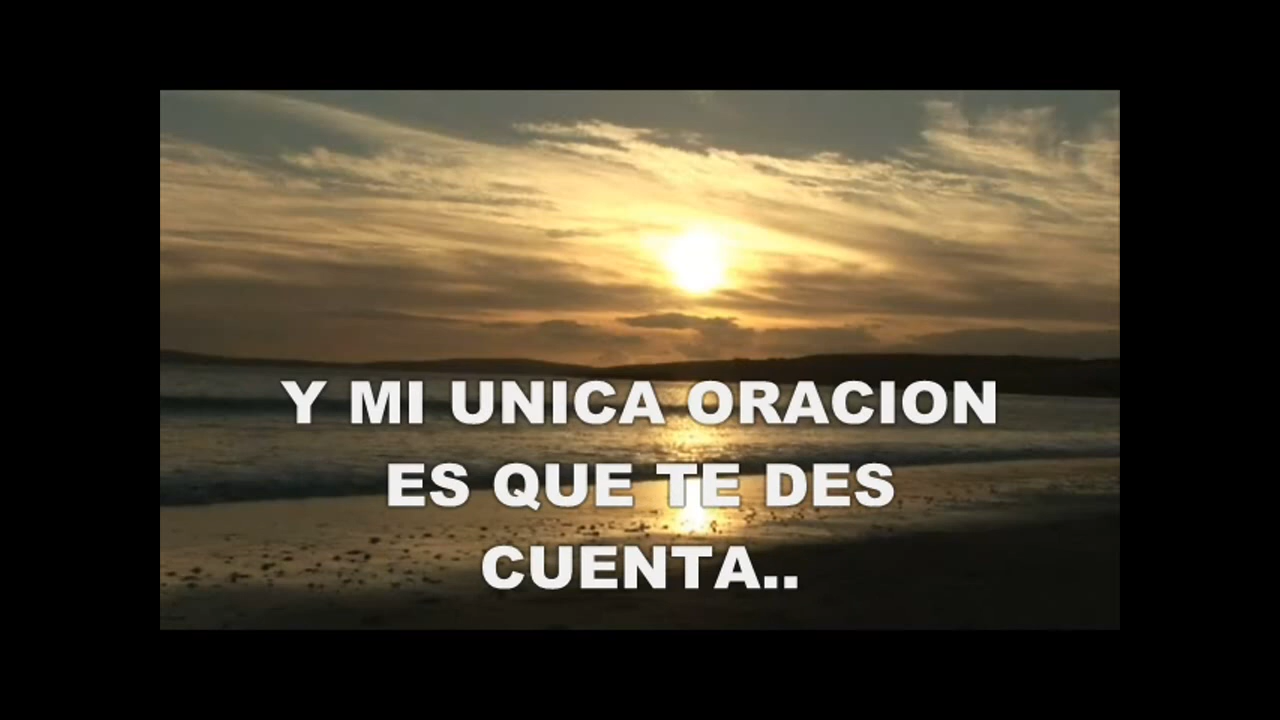 Y MI UNICA ORACION
ES QUE TE DES
CUENTA..